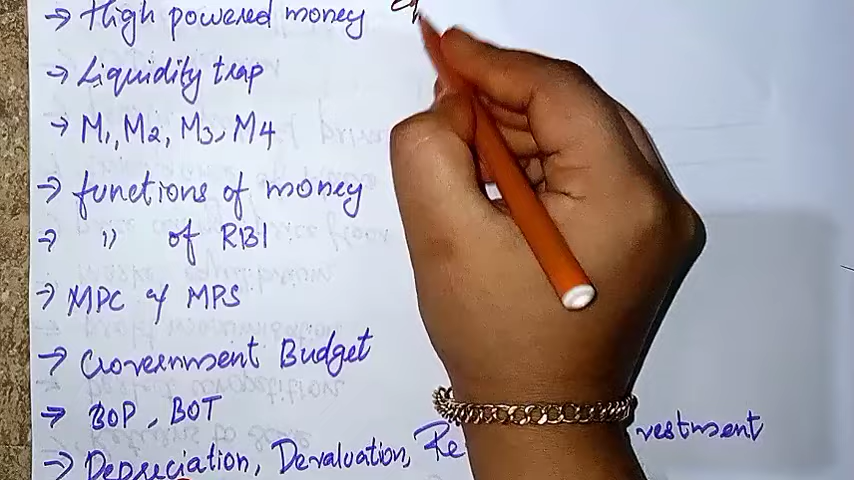 → High powered money
→ Liquidity trap
→ M1, M2, M3, M4
→ functions of money
→ " of RBI
→ MPC & MPS
→ Government Budget
→ BOP, BOT
→ Depreciation, Devaluation, Re vestment